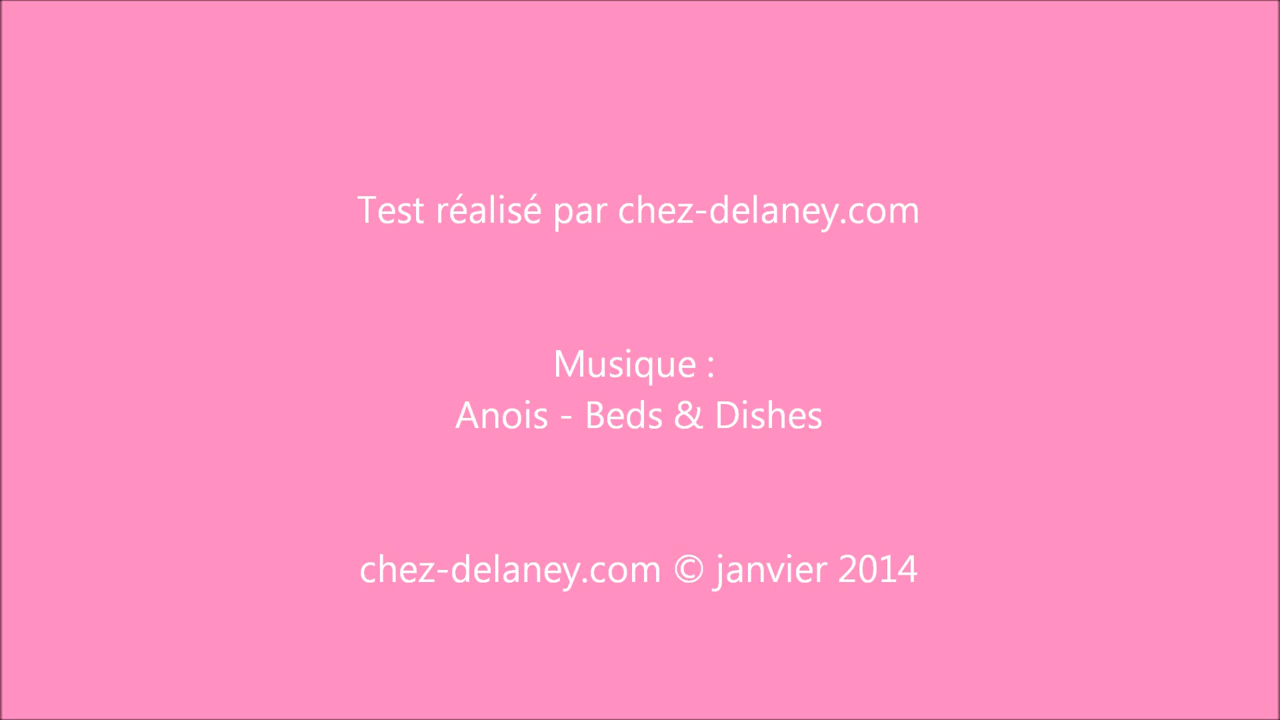 Test réalisé par chez-delaney.com
Musique :
Anois - Beds & Dishes
chez-delaney.com © janvier 2014